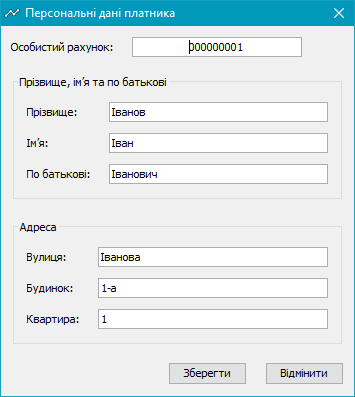 Персональні дані платника
Особистий рахунок: 000000001
Прізвище, ім'я та по батькові
Прізвище: Іванов
Ім'я: Іван
По батькові: Іванович
Адреса
Вулиця: Іванова
Будинок: 1-а
Квартира: 1
Зберегти Відмінити